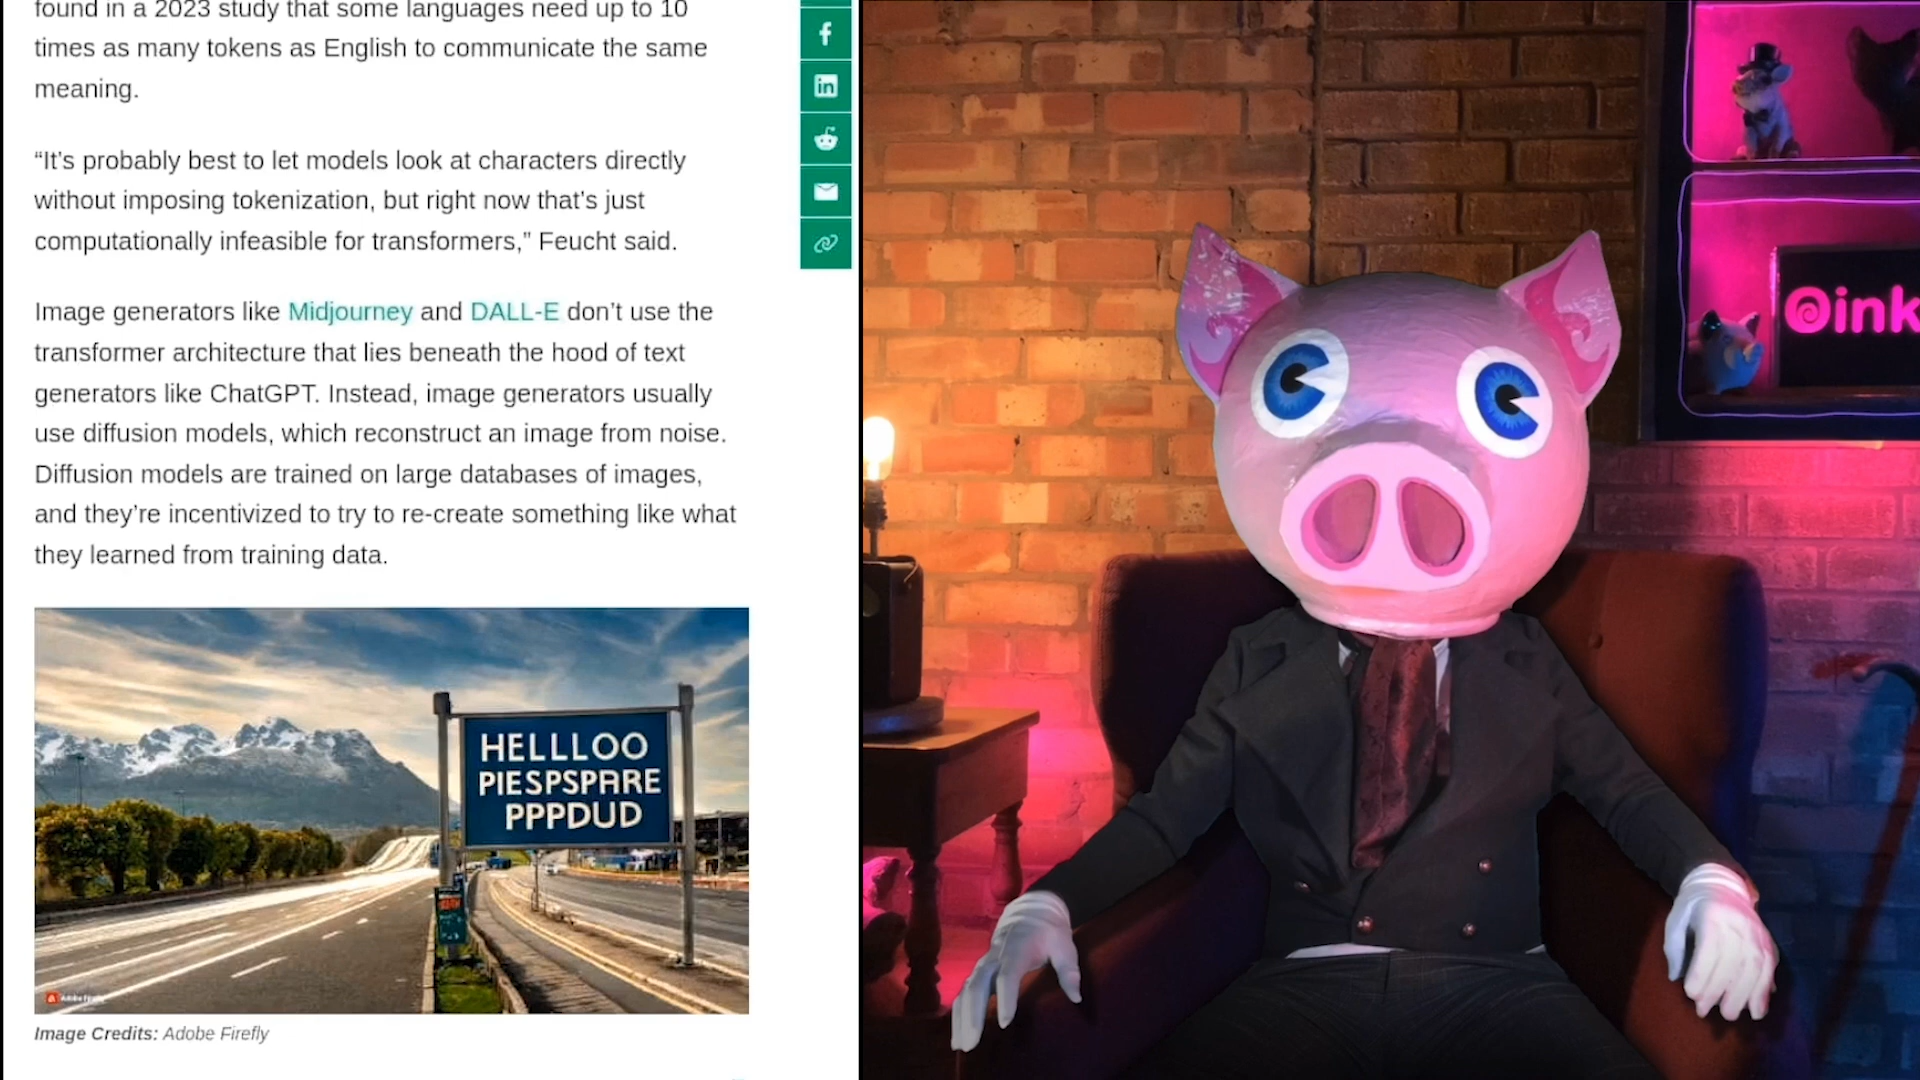 found in a 2023 study that some languages need up to 10
times as many tokens as English to communicate the same
meaning.
“It’s probably best to let models look at characters directly
without imposing tokenization, but right now that’s just
computationally infeasible for transformers,” Feucht said.
Image generators like Midjourney and DALL-E don’t use the
transformer architecture that lies beneath the hood of text
generators like ChatGPT. Instead, image generators usually
use diffusion models, which reconstruct an image from noise.
Diffusion models are trained on large databases of images,
and they’re incentivized to try to re-create something like what
they learned from training data.
HELLLOO
PIESPSPARE
PPPDUD
Adobe Firefly
Image Credits: Adobe Firefly
Oink